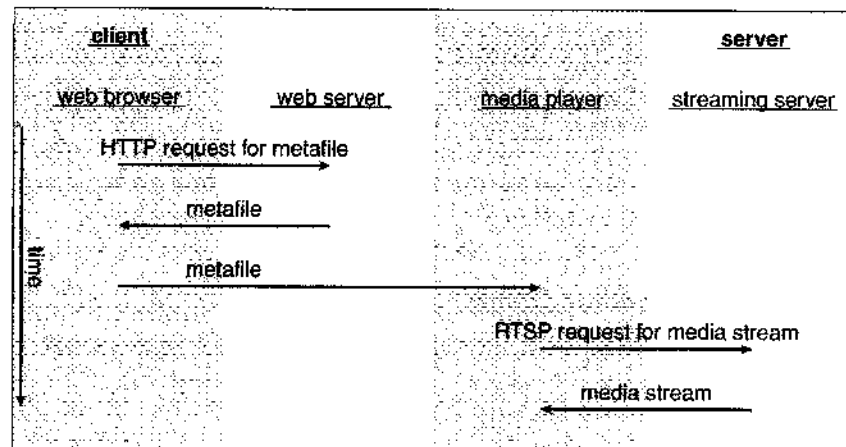 client
server
web browser
web server
media player
streaming server
HTTP request for metafile
metafile
metafile
RTSP request for media stream
media stream
time